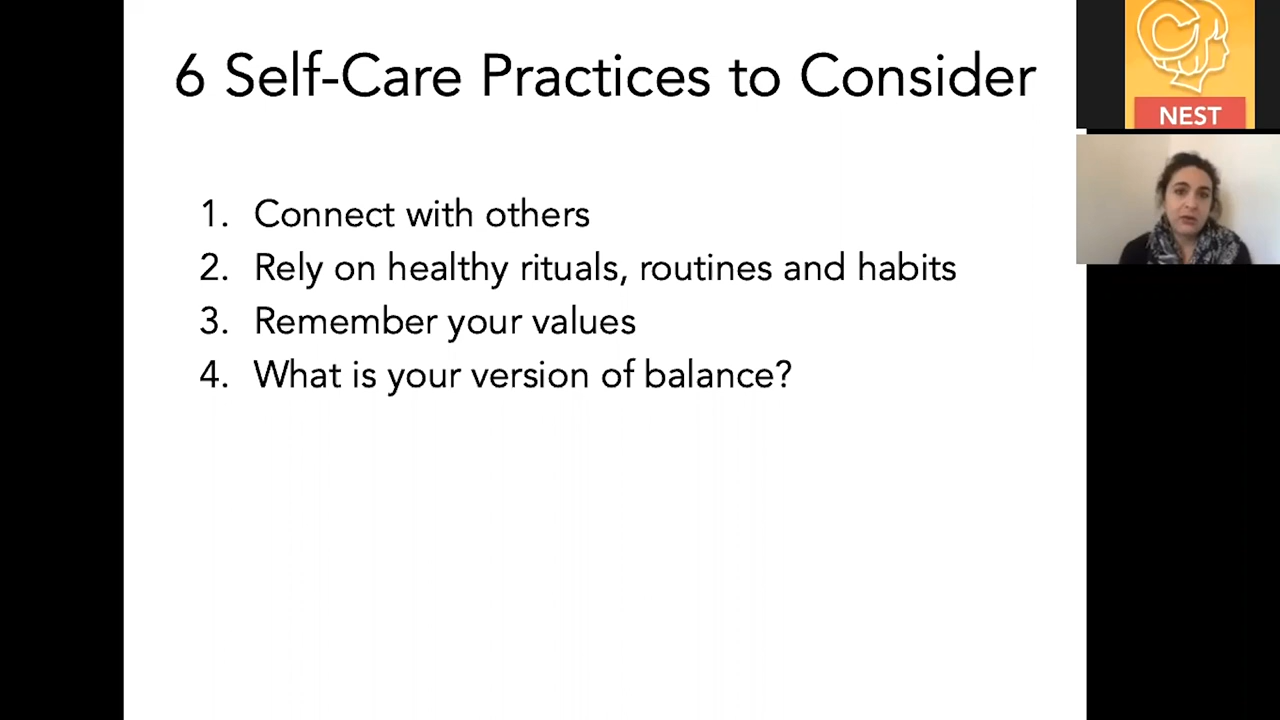 6 Self-Care Practices to Consider
1. Connect with others
2. Rely on healthy rituals, routines and habits
3. Remember your values
4. What is your version of balance?
NEST